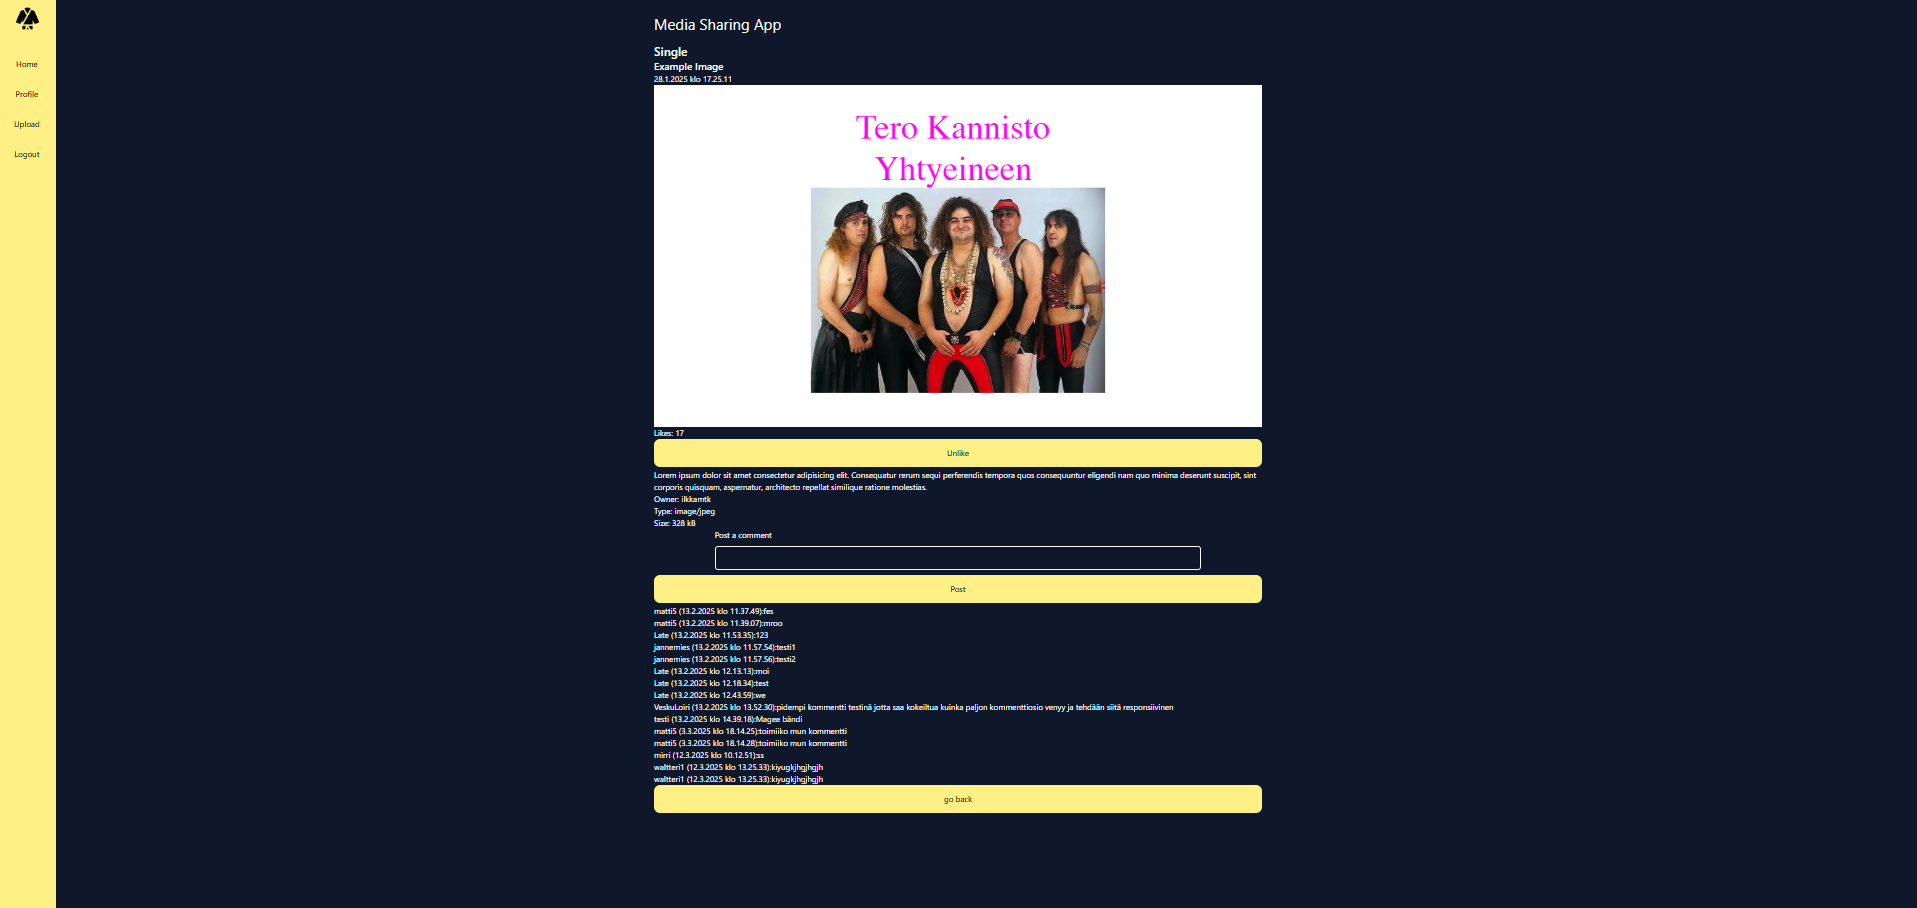 Home
Profile
Upload
Logout
Media Sharing App
Single
Example Image
28.1.2025 klo 17.25.11
Tero Kannisto
Yhtyeineen
Likes: 17
Unlike
Lorem ipsum dolor sit amet consectetur adipisicing elit. Consequatur rerum sequi perferendis tempora quos consequuntur eligendi nam quo minima deserunt suscipit, sint
corporis quisquam, aspernatur, architecto repellat similique ratione molestias.
Owner: ilkkamtk
Type: image/jpeg
Size: 328 kB
Post a comment
Post
matti5 (13.2.2025 klo 11.37.49):fes
matti5 (13.2.2025 klo 11.39.07):mroo
Late (13.2.2025 klo 11.53.35):123
jannemies (13.2.2025 klo 11.57.54):testi1
jannemies (13.2.2025 klo 11.57.56):testi2
Late (13.2.2025 klo 12.13.13):moi
Late (13.2.2025 klo 12.18.34):test
Late (13.2.2025 klo 12.43.59):we
VeskuLoiri (13.2.2025 klo 13.52.30):pidempi kommentti testinä jotta saa kokeiltua kuinka paljon kommenttiosio venyy ja tehdään siitä responsiivinen
testi (13.2.2025 klo 14.39.18):Magee bändi
matti5 (3.3.2025 klo 18.14.25):toimiiko mun kommentti
matti5 (3.3.2025 klo 18.14.28):toimiiko mun kommentti
mirri (12.3.2025 klo 10.12.51):ss
waltteri1 (12.3.2025 klo 13.25.33):kiyugkjhgjhgjh
waltteri1 (12.3.2025 klo 13.25.33):kiyugkjhgjhgjh
go back